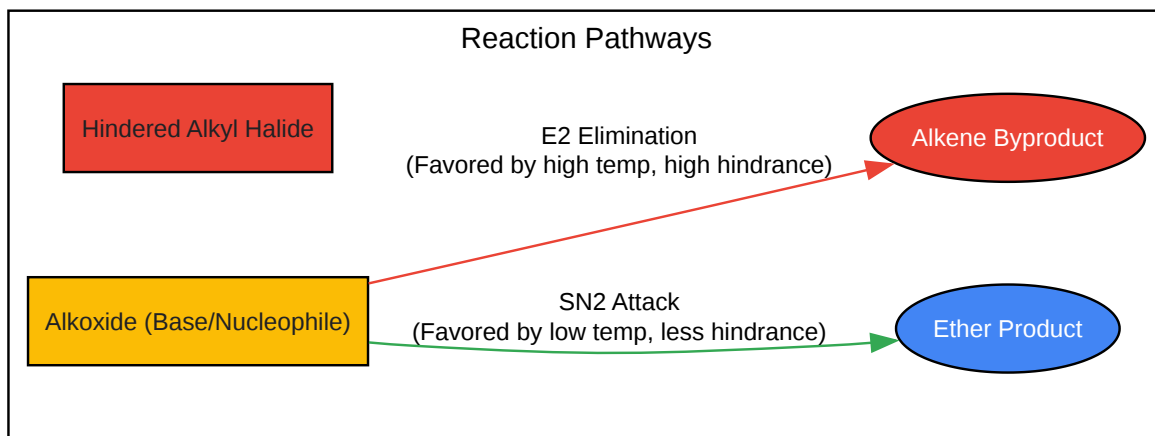 Reaction Pathways
Hindered Alkyl Halide
E2 Elimination
(Favored by high temp, high hindrance)
Alkene Byproduct
Alkoxide (Base/Nucleophile)
SN2 Attack
(Favored by low temp, less hindrance)
Ether Product